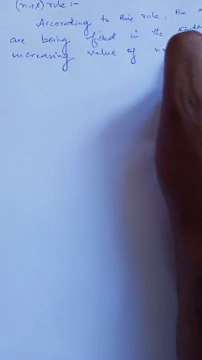 (n+l) rule :-
According to this rule, the
are being filled in the
increasing value of n